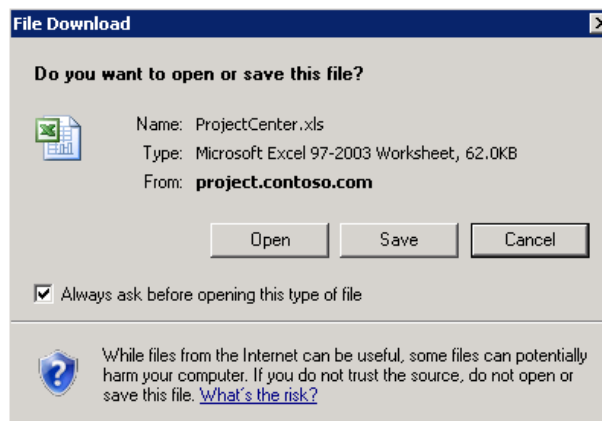 File Download
Do you want to open or save this file?
Name: ProjectCenter.xls
Type: Microsoft Excel 97-2003 Worksheet, 62.0KB
From: project.contoso.com
Open Save Cancel
Always ask before opening this type of file
While files from the Internet can be useful, some files can potentially
harm your computer. If you do not trust the source, do not open or
save this file. What's the risk?